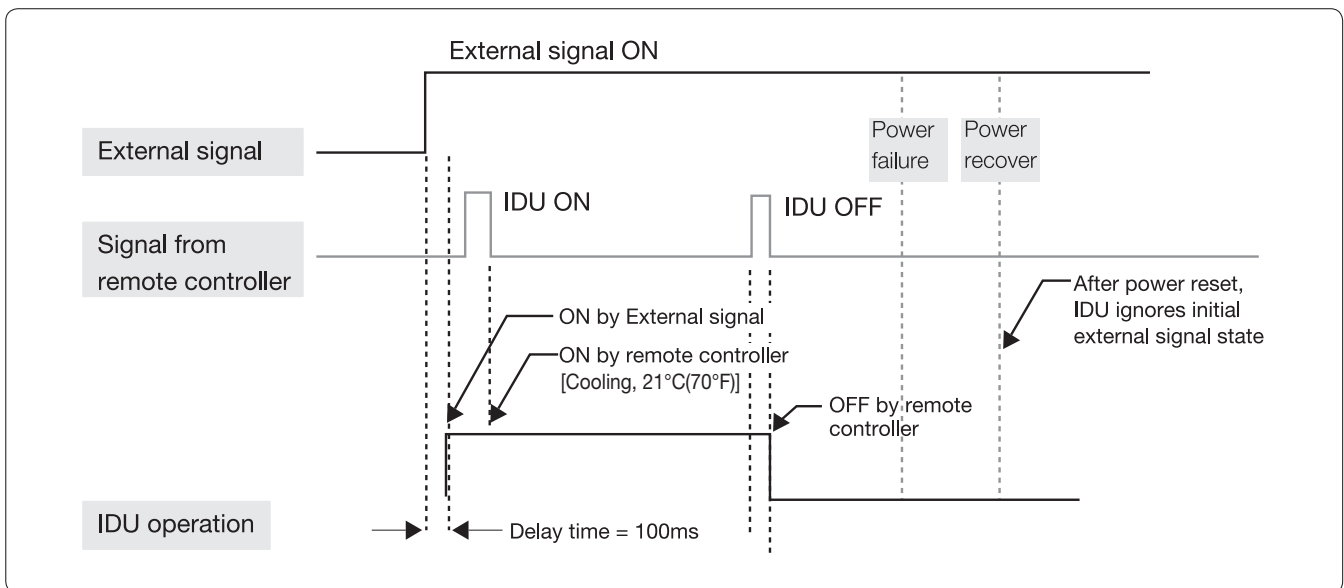 External signal ON
External signal
Power
failure
Power
recover
IDU ON
IDU OFF
Signal from
remote controller
After power reset,
IDU ignores initial
external signal state
ON by External signal
ON by remote controller
[Cooling, 21°C(70°F)]
OFF by remote
controller
IDU operation
Delay time = 100ms